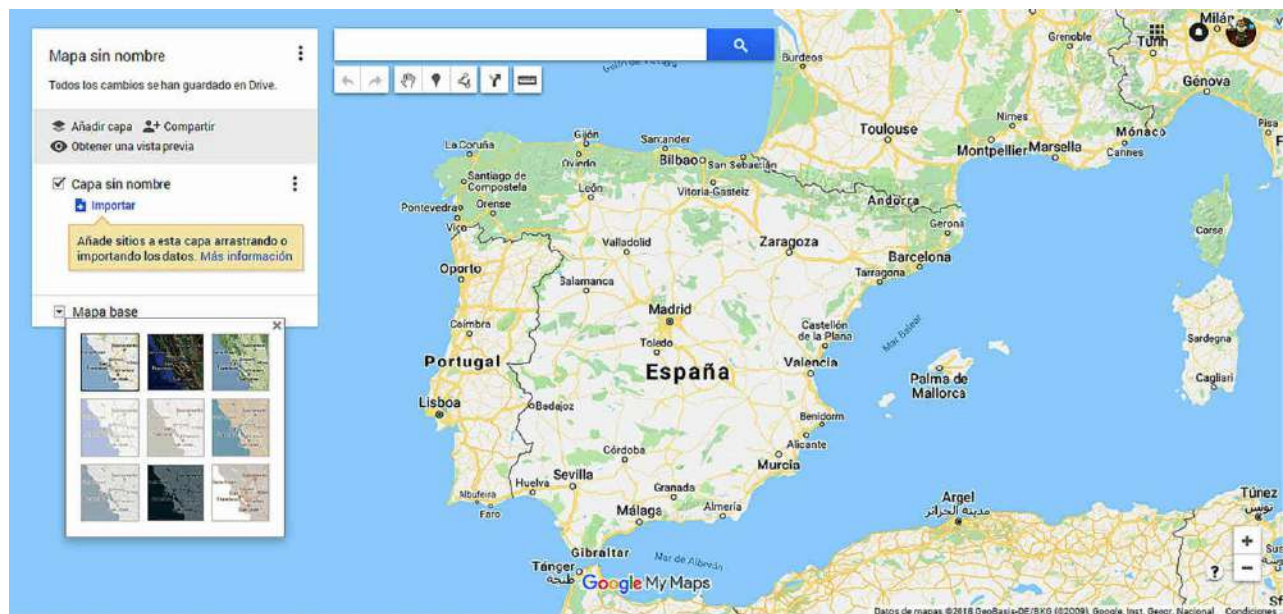 Mapa sin nombre
Todos los cambios se han guardado en Drive.
Añadir capa Compartir
Obtener una vista previa
Capa sin nombre
Importar
Añade sitios a esta capa arrastrando o
importando los datos. Más información
Mapa base
Milán
Grenoble
Turín
Burdeos
Génova
Toulouse
Nimes
Mónaco
Pisa
Montpellier
Marsella
Cannes
La Coruña
Gijón
Santander
Oviedo
Bilbao
San Sebastián
Santiago de
Compostela
León
Vitoria-Gasteiz
Andorra
Pontevedra
Orense
Gerona
Corse
Vigo
Valladolid
Zaragoza
Barcelona
Oporto
Tarragona
Salamanca
Madrid
Coimbra
Castellón
de la Plana
Mar Balear
Toledo
Cerdeña
Portugal
España
Valencia
Palma de
Mallorca
Cagliari
Lisboa
Badajoz
Benidorm
Alicante
Córdoba
Murcia
Huelva
Sevilla
Albufeira
Granada
Faro
Málaga
Almería
Argel
مدينة الجزائر
Túnez
تونس
Gibraltar
Mar de Alborán
Tánger
طنجة
Google My Maps
Datos de mapas ©2018 GeoBasis-DE/BKG (©2009), Google, Inst. Geogr. Nacional Condiciones